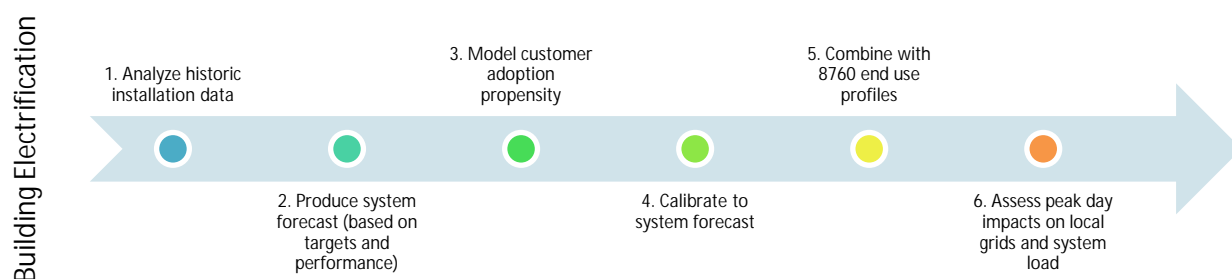 Building Electrification
1. Analyze historic
installation data
2. Produce system
forecast (based on
targets and
performance)
3. Model customer
adoption
propensity
4. Calibrate to
system forecast
5. Combine with
8760 end use
profiles
6. Assess peak day
impacts on local
grids and system
load